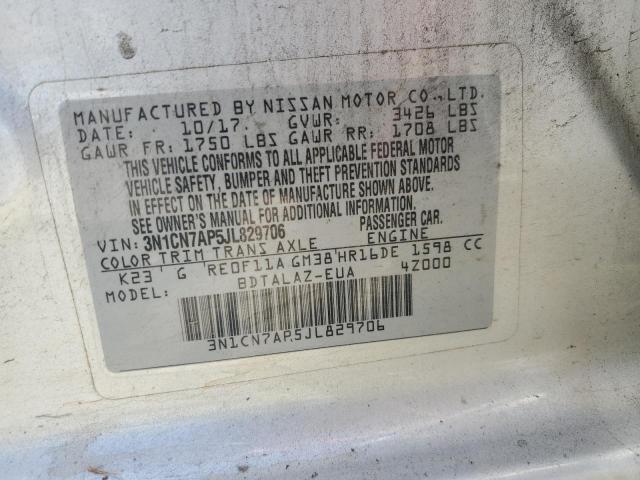 MANUFACTURED BY NISSAN MOTOR CO., LTD.
DATE: 10/17 GVWR: 3426 LBS
GAWR FR: 1750 LBS GAWR RR: 1708 LBS
THIS VEHICLE CONFORMS TO ALL APPLICABLE FEDERAL MOTOR
VEHICLE SAFETY, BUMPER AND THEFT PREVENTION STANDARDS
IN EFFECT ON THE DATE OF MANUFACTURE SHOWN ABOVE.
SEE OWNER'S MANUAL FOR ADDITIONAL INFORMATION.
VIN: 3N1CN7AP5JL829706 PASSENGER CAR.
COLOR TRIM TRANS AXLE ENGINE
K23 G RE0F11A GM38 HR16DE 1598 CC
MODEL: BDTALAZ-EUA 4Z000
3N1CN7AP5JL829706